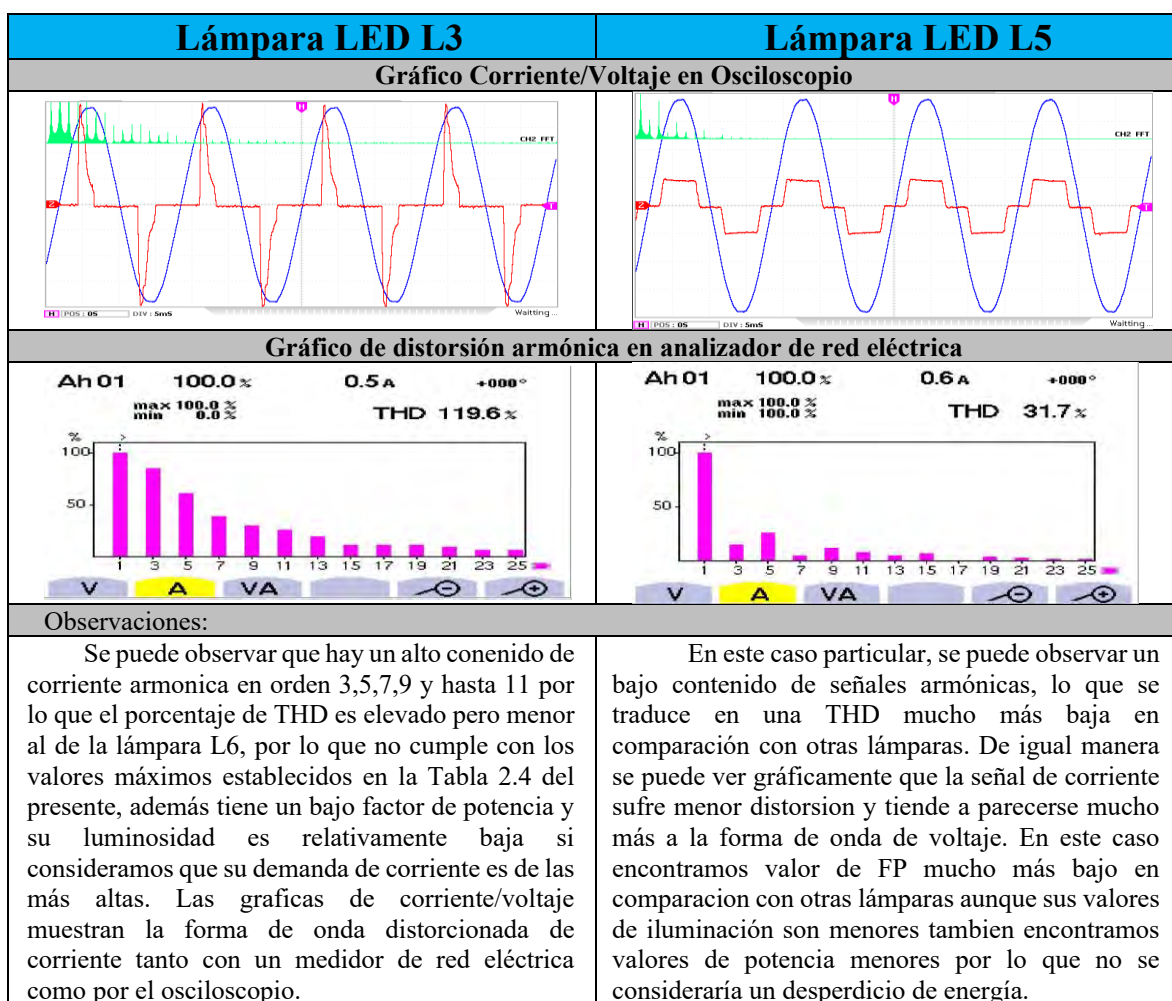 Lámpara LED L3
Lámpara LED L5
Gráfico Corriente/Voltaje en Osciloscopio
H
CH2 FFT
2
T
H POS: 0S DIV: 5mS
Waitting...
H
CH2 FFT
2
T
H POS: 0S DIV: 5mS
Waitting...
Gráfico de distorsión armónica en analizador de red eléctrica
Ah 01 100.0 % 0.5 A +000°
max 100.0 %
min 0.0 %
THD 119.6 %
%
100
50
1 3 5 7 9 11 13 15 17 19 21 23 25
V A VA
Ah 01 100.0 % 0.6 A +000°
max 100.0 %
min 100.0 %
THD 31.7 %
%
100
50
1 3 5 7 9 11 13 15 17 19 21 23 25
V A VA
Observaciones:
Se puede observar que hay un alto conenido de
corriente armonica en orden 3,5,7,9 y hasta 11 por
lo que el porcentaje de THD es elevado pero menor
al de la lámpara L6, por lo que no cumple con los
valores máximos establecidos en la Tabla 2.4 del
presente, además tiene un bajo factor de potencia y
su luminosidad es relativamente baja si
consideramos que su demanda de corriente es de las
más altas. Las graficas de corriente/voltaje
muestran la forma de onda distorcionada de
corriente tanto con un medidor de red eléctrica
como por el osciloscopio.
En este caso particular, se puede observar un
bajo contenido de señales armónicas, lo que se
traduce en una THD mucho más baja en
comparación con otras lámparas. De igual manera
se puede ver gráficamente que la señal de corriente
sufre menor distorsion y tiende a parecerse mucho
más a la forma de onda de voltaje. En este caso
encontramos valor de FP mucho más bajo en
comparacion con otras lámparas aunque sus valores
de iluminación son menores tambien encontramos
valores de potencia menores por lo que no se
consideraría un desperdicio de energía.